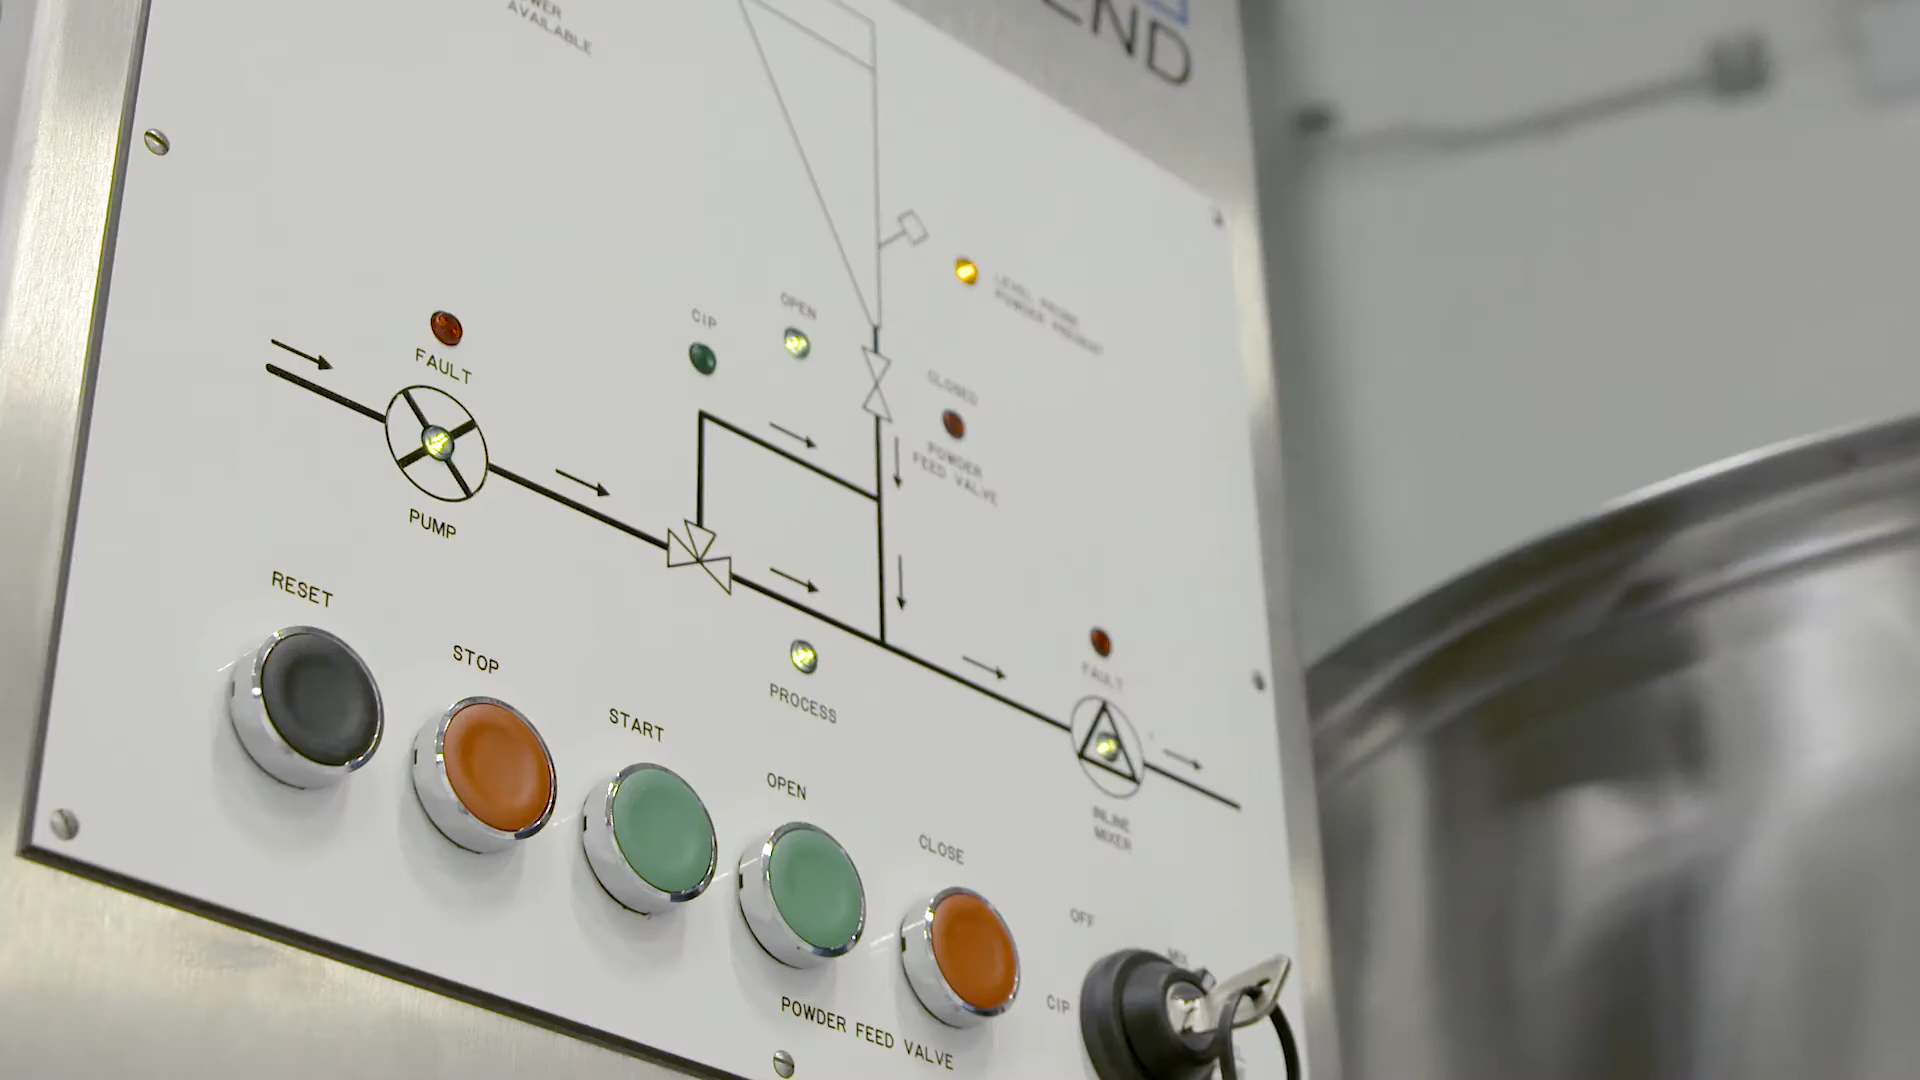 AVAILABLE
END
LEVEL PROBE
POWDER PRESENT
OPEN
CIP
FAULT
CLOSED
POWDER
FEED VALVE
PUMP
RESET
STOP
START
PROCESS
FAULT
OPEN
CLOSE
INLINE
MIXER
POWDER FEED VALVE
OFF
MIX
CIP